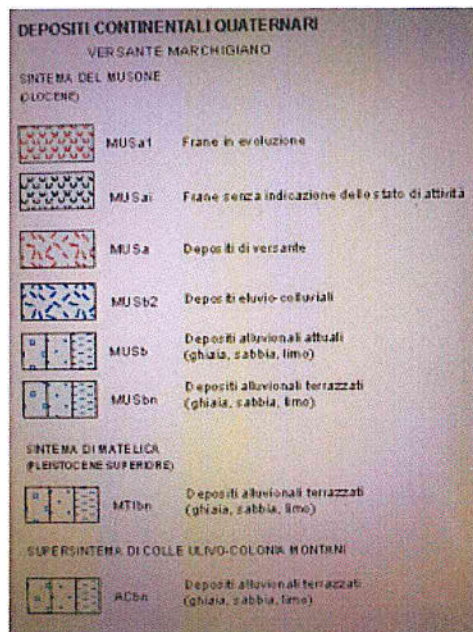 DEPOSITI CONTINENTALI QUATERNARI
VERSANTE MARCHIGIANO
SINTEMA DEL MUSONE
(OLOCENE)
MUSa1 Frane in evoluzione
MUSai Frane senza indicazione dello stato di attività
MUSa Depositi di versante
MUSb2 Depositi eluvio-colluviali
MUSb Depositi alluvionali attuali
(ghiaia, sabbia, limo)
MUSbn Depositi alluvionali terrazzati
(ghiaia, sabbia, limo)
SINTEMA DI MATELICA
(PLEISTOCENE SUPERIORE)
MTIbn Depositi alluvionali terrazzati
(ghiaia, sabbia, limo)
SUPERSINTEMA DI COLLE ULIVO-COLONIA MONTANI
ACbn Depositi alluvionali terrazzati
(ghiaia, sabbia, limo)